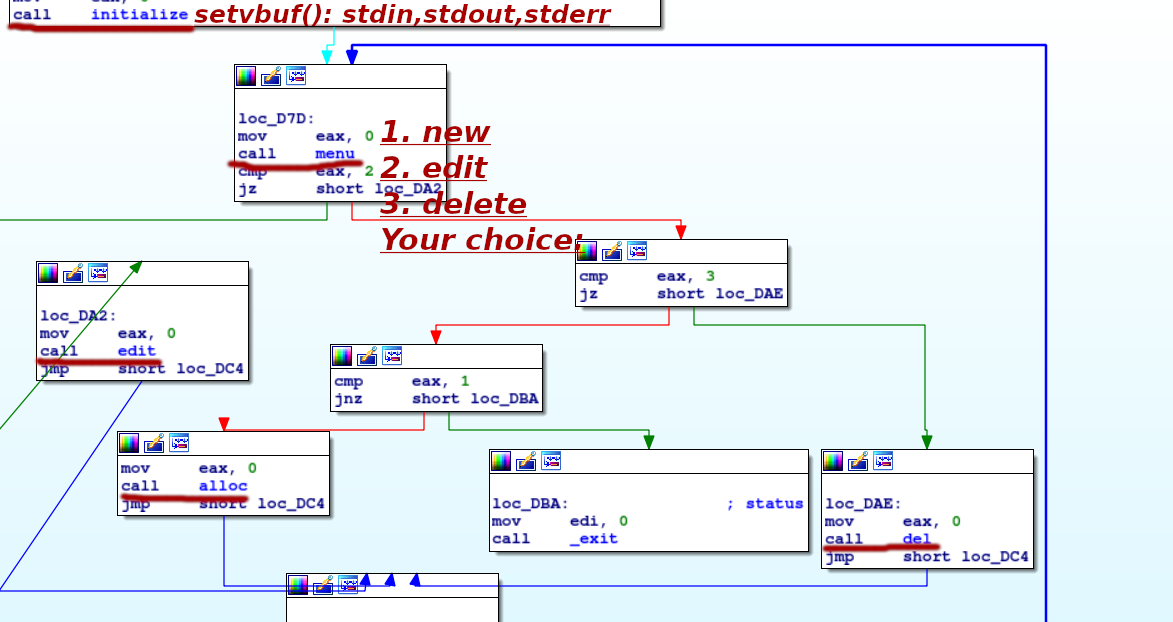 call initialize setvbuf(): stdin,stdout,stderr
loc_D7D:
mov eax, 0
call menu
cmp eax, 2
jz short loc_DA2
1. new
2. edit
3. delete
Your choice:
cmp eax, 3
jz short loc_DAE
loc_DA2:
mov eax, 0
call edit
jmp short loc_DC4
cmp eax, 1
jnz short loc_DBA
mov eax, 0
call alloc
jmp short loc_DC4
loc_DBA: ; status
mov edi, 0
call _exit
loc_DAE:
mov eax, 0
call del
jmp short loc_DC4